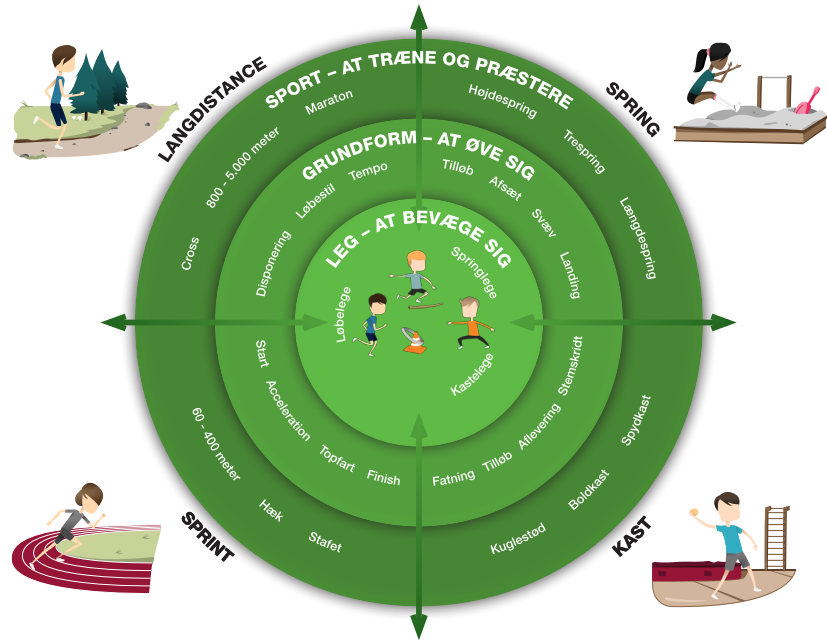 LANGDISTANCE
SPRING
SPRINT
KAST
SPORT – AT TRÆNE OG PRÆSTERE
Cross
800 - 5.000 meter
Maraton
Højdespring
Trespring
Længdespring
60 - 400 meter
Hæk
Stafet
Kuglestød
Boldkast
Spydkast
GRUNDFORM – AT ØVE SIG
Disponering
Løbestil
Tempo
Tilløb
Afsæt
Svæv
Landing
Start
Acceleration
Topfart
Finish
Fatning
Tilløb
Aflevering
Stemskridt
LEG – AT BEVÆGE SIG
Løbelege
Springlege
Kastelege